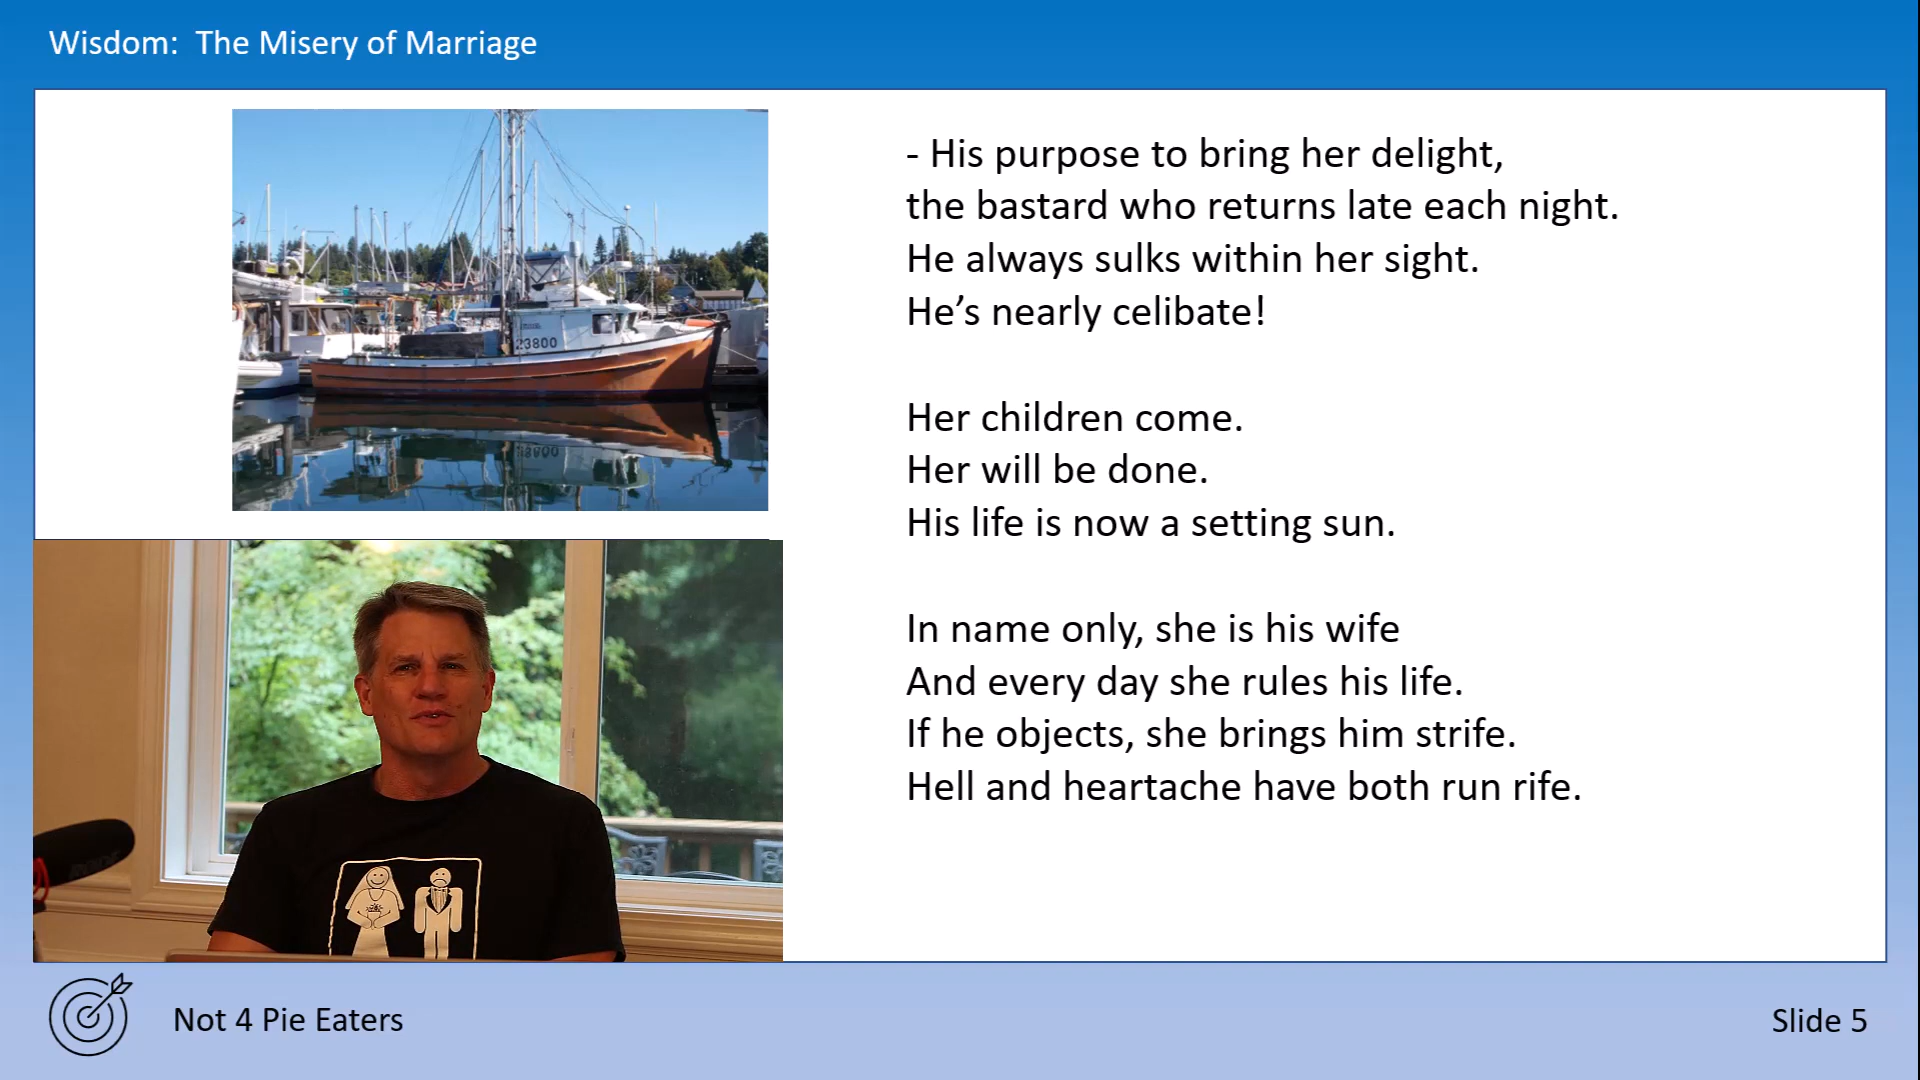 Wisdom:  The Misery of Marriage
23800
- His purpose to bring her delight,
the bastard who returns late each night.
He always sulks within her sight.
He’s nearly celibate!
Her children come.
Her will be done.
His life is now a setting sun.
In name only, she is his wife
And every day she rules his life.
If he objects, she brings him strife.
Hell and heartache have both run rife.
Not 4 Pie Eaters
Slide 5